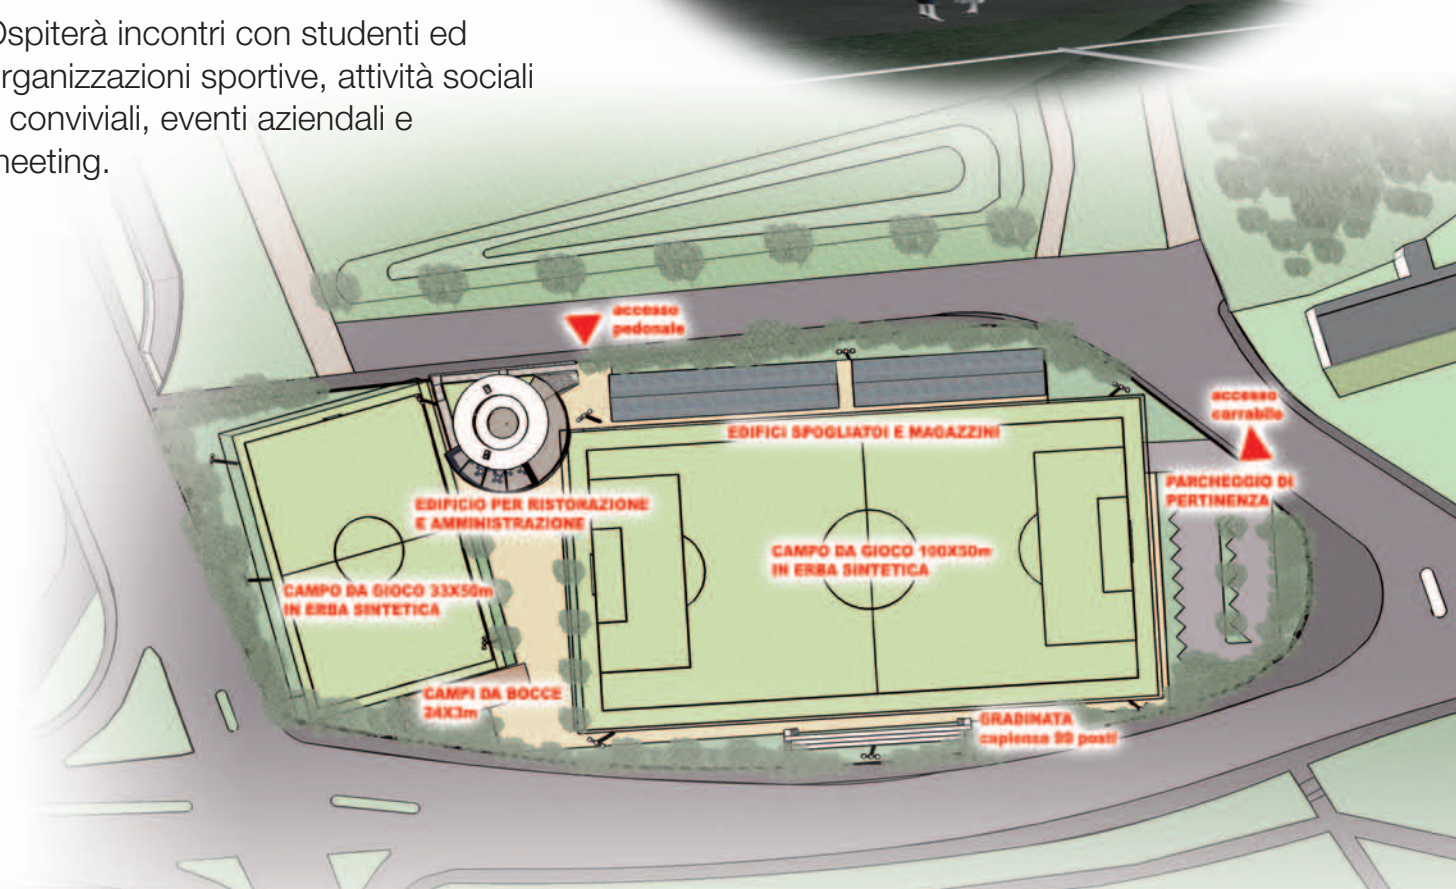 Ospiterà incontri con studenti ed
rganizzazioni sportive, attività sociali
conviviali, eventi aziendali e
meeting.
accesso
pedonale
accesso
carrabile
EDIFICI SPOGLIATOI E MAGAZZINI
PARCHEGGIO DI
PERTINENZA
EDIFICIO PER RISTORAZIONE
E AMMINISTRAZIONE
CAMPO DA GIOCO 100X50m
IN ERBA SINTETICA
CAMPO DA GIOCO 33X50m
IN ERBA SINTETICA
CAMPI DA BOCCE
24X3m
GRADINATA
capienza 99 posti